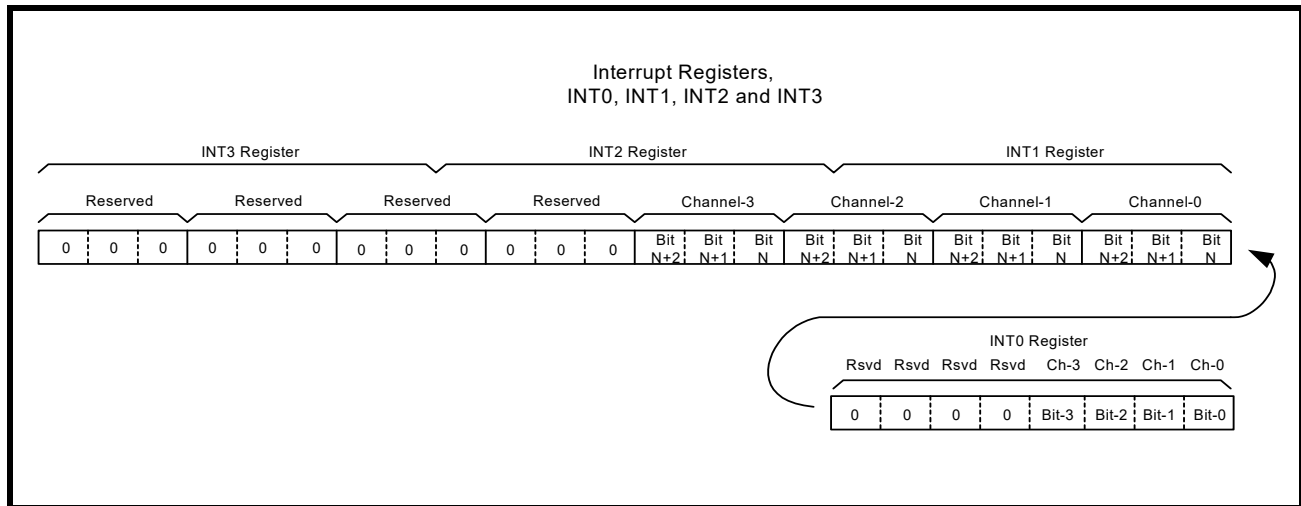 Interrupt Registers,
INT0, INT1, INT2 and INT3
INT3 Register INT2 Register INT1 Register
Reserved Reserved Reserved Reserved Channel-3 Channel-2 Channel-1 Channel-0
0 0 0 0 0 0 0 0 0 0 0 0 Bit Bit Bit Bit Bit Bit Bit Bit Bit Bit Bit Bit
N+2 N+1 N N+2 N+1 N N+2 N+1 N N+2 N+1 N
INT0 Register
Rsvd Rsvd Rsvd Rsvd Ch-3 Ch-2 Ch-1 Ch-0
0 0 0 0 Bit-3 Bit-2 Bit-1 Bit-0